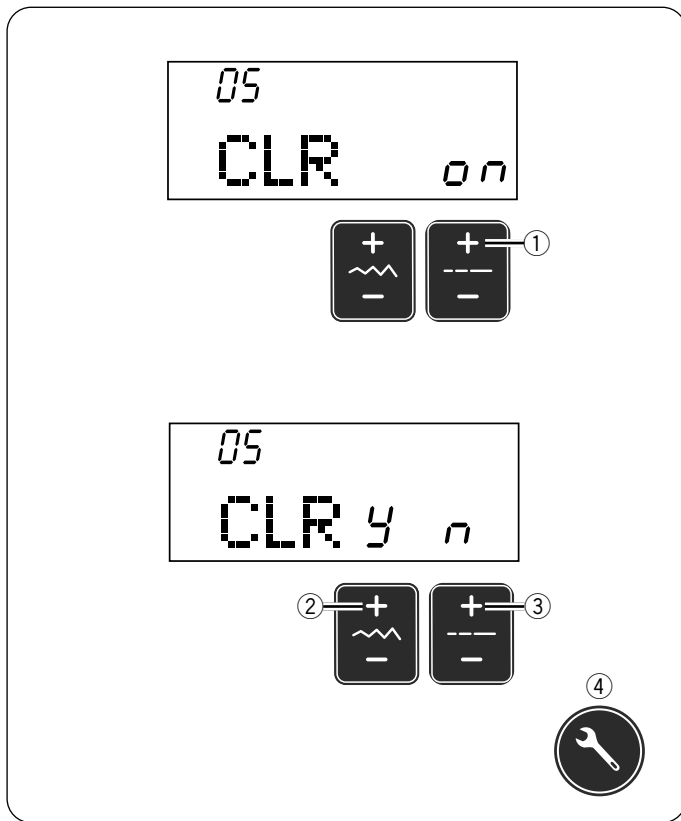 05
CLR on
+ +
①
− −
05
CLR y n
② + + ③
− −
④